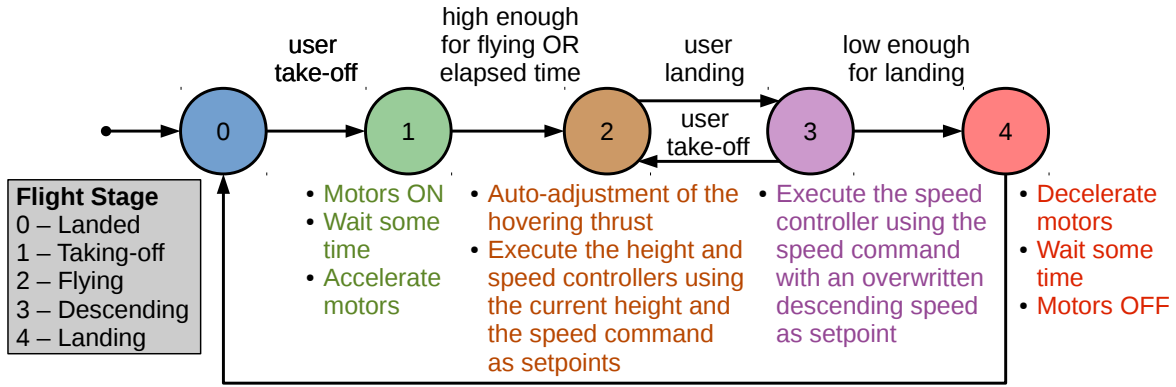 user
take-off
high enough
for flying OR
elapsed time
user
landing
low enough
for landing
0
1
2
user
take-off
3
4
Flight Stage
0 – Landed
1 – Taking-off
2 – Flying
3 – Descending
4 – Landing
• Motors ON
• Wait some
time
• Accelerate
motors
• Auto-adjustment of the
hovering thrust
• Execute the height and
speed controllers using
the current height and
the speed command
as setpoints
• Execute the speed
controller using the
speed command
with an overwritten
descending speed
as setpoint
• Decelerate
motors
• Wait some
time
• Motors OFF